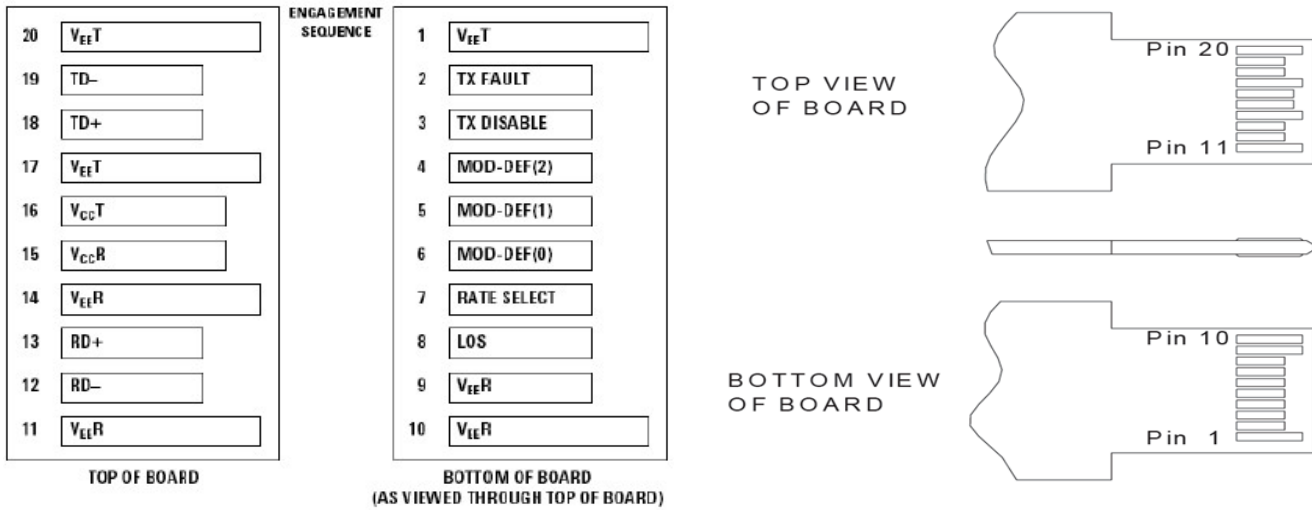 ENGAGEMENT
SEQUENCE
20 VEET
19 TD–
18 TD+
17 VEET
16 VCCT
15 VCCR
14 VEER
13 RD+
12 RD–
11 VEER
TOP OF BOARD
1 VEET
2 TX FAULT
3 TX DISABLE
4 MOD-DEF(2)
5 MOD-DEF(1)
6 MOD-DEF(0)
7 RATE SELECT
8 LOS
9 VEER
10 VEER
BOTTOM OF BOARD
(AS VIEWED THROUGH TOP OF BOARD)
TOP VIEW
OF BOARD
Pin 20
Pin 11
BOTTOM VIEW
OF BOARD
Pin 10
Pin 1